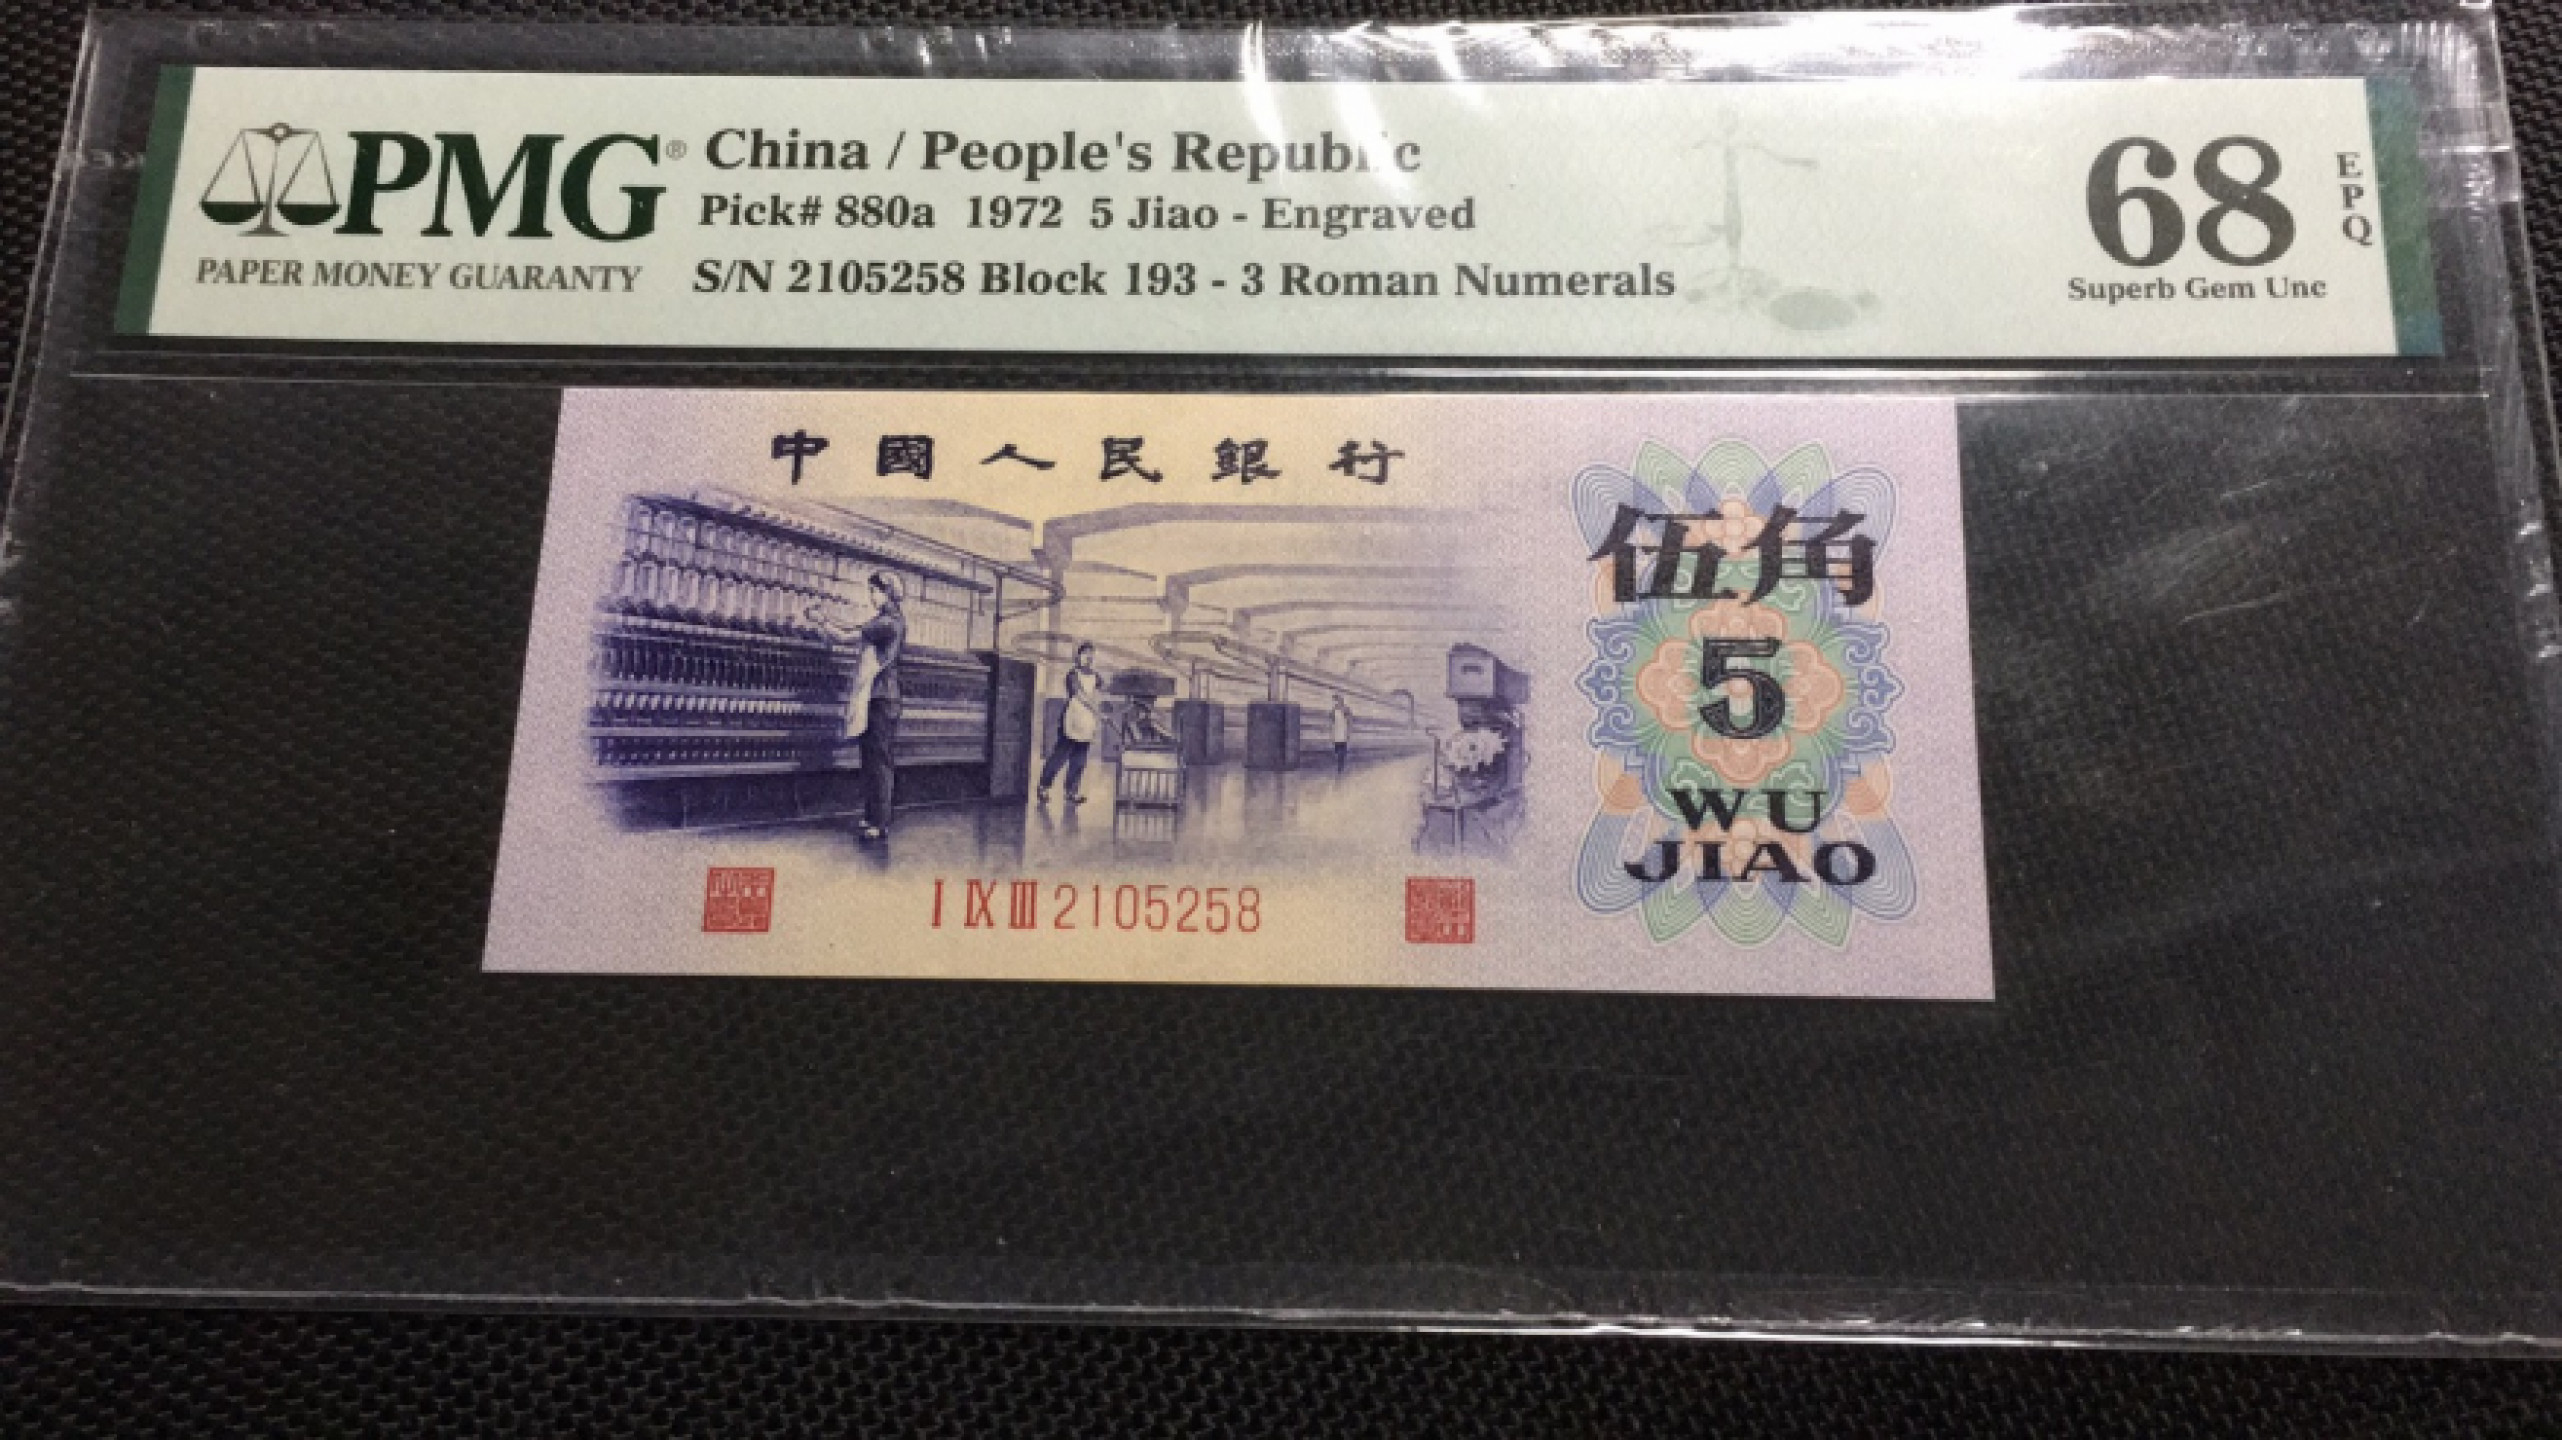 PMG®
PAPER MONEY GUARANTY
China / People's Republic
Pick# 880a 1972 5 Jiao - Engraved
S/N 2105258 Block 193 - 3 Roman Numerals
68
EPQ
Superb Gem Unc
中國人民銀行
伍角
5
WU
JIAO
I IX III 2105258